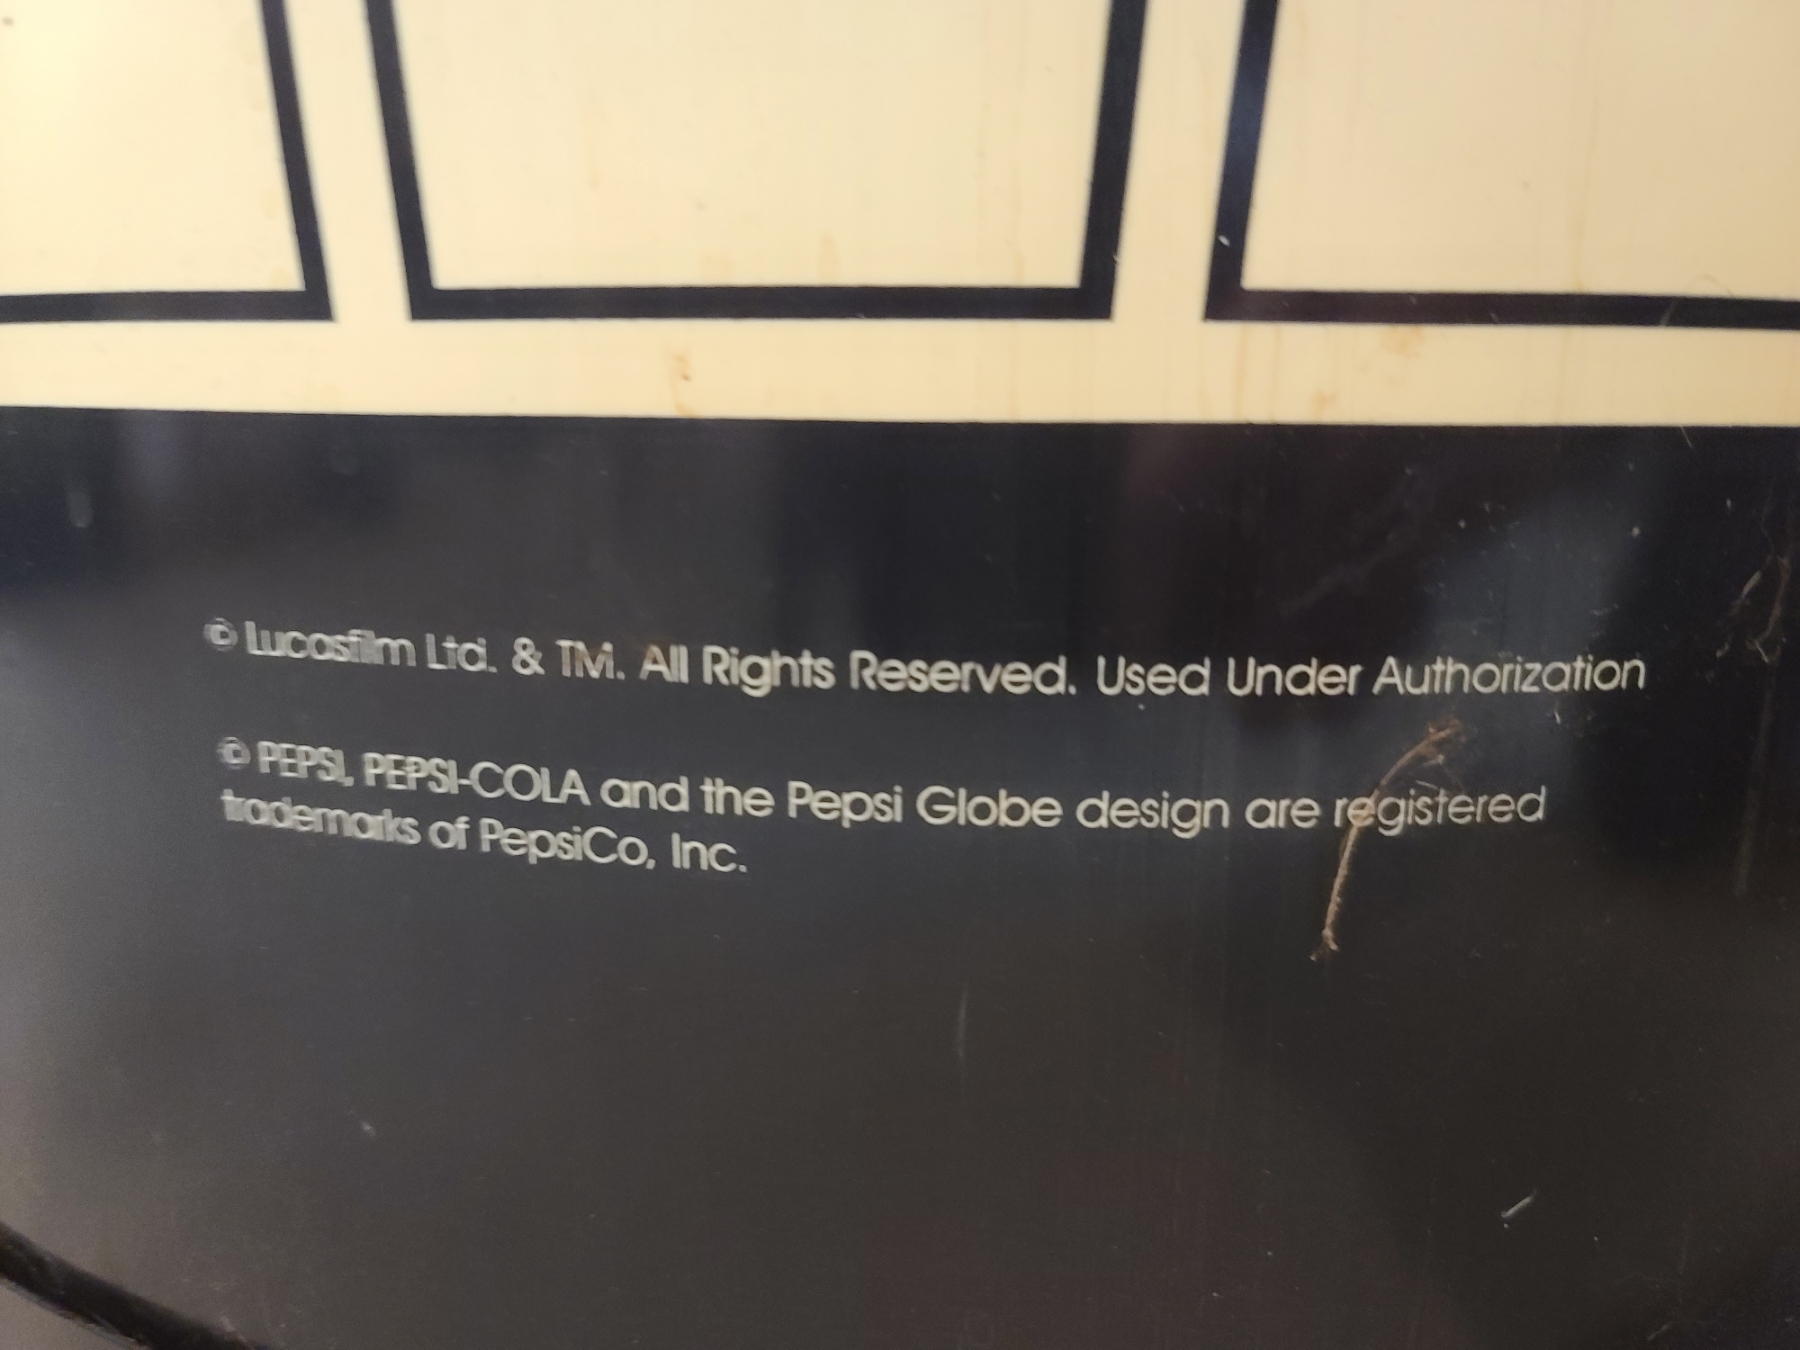 © Lucasfilm Ltd. & TM. All Rights Reserved. Used Under Authorization
© PEPSI, PEPSI-COLA and the Pepsi Globe design are registered
trademarks of PepsiCo, Inc.